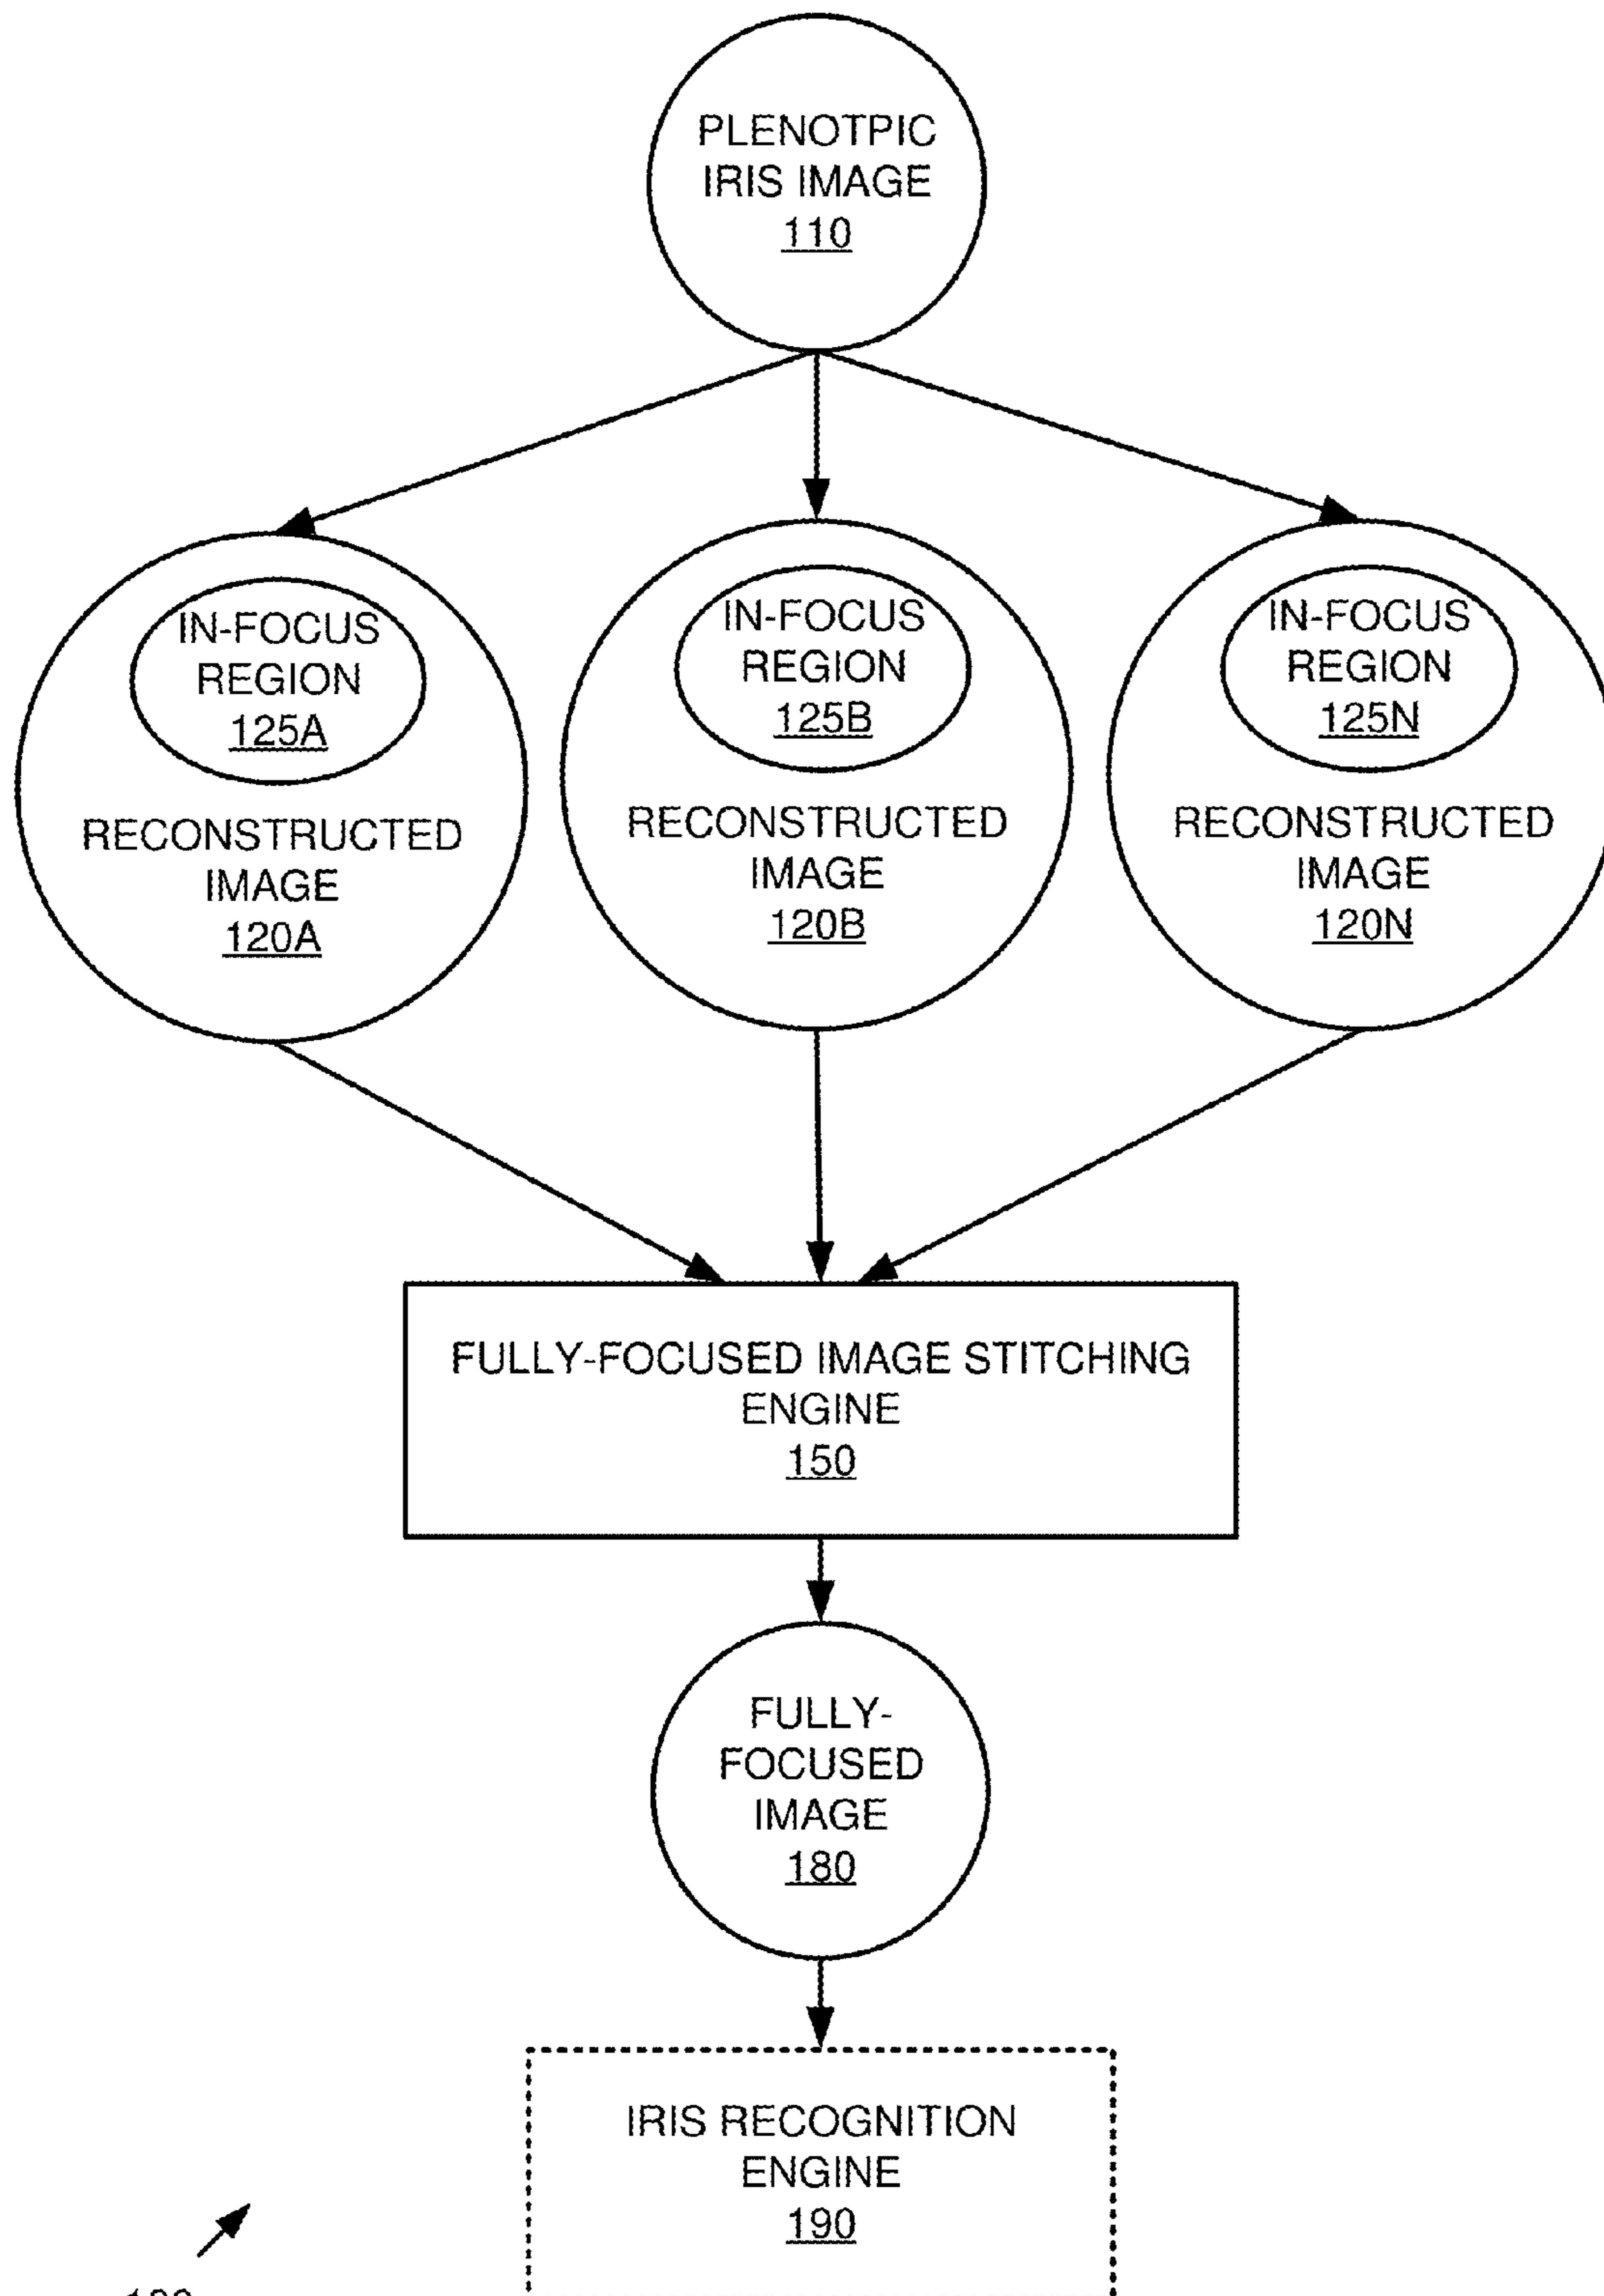 PLENOTPIC
IRIS IMAGE
110
IN-FOCUS
REGION
125A
RECONSTRUCTED
IMAGE
120A
IN-FOCUS
REGION
125B
RECONSTRUCTED
IMAGE
120B
IN-FOCUS
REGION
125N
RECONSTRUCTED
IMAGE
120N
FULLY-FOCUSED IMAGE STITCHING
ENGINE
150
FULLY-
FOCUSED
IMAGE
180
IRIS RECOGNITION
ENGINE
190